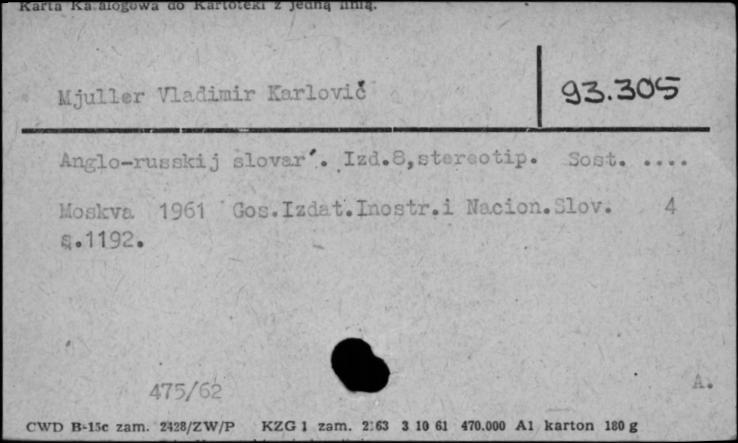 Karta Katalogowa do Kartoteki z jedną linią.
Mjuller Vladimir Karlovič
93.305
Anglo-russkij slovar´. Izd.8,stereotip. Sost. ....
Moskva 1961 Gos.Izdat.Inostr.i Nacion.Slov. 4
s.1192.
475/62
A.
CWD B-15c zam. 2428/ZW/P KZG 1 zam. 2163 3 10 61 470.000 A1 karton 180 g